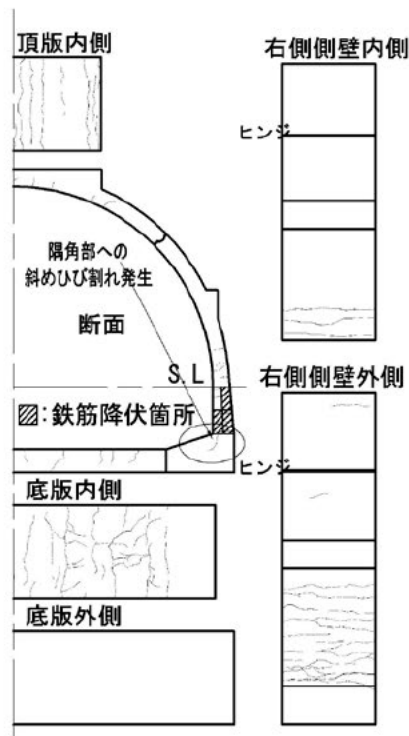 頂版内側
右側側壁内側
ヒンジ
隅角部への
斜めひび割れ発生
断面
S.L
右側側壁外側
:鉄筋降伏箇所
ヒンジ
底版内側
底版外側